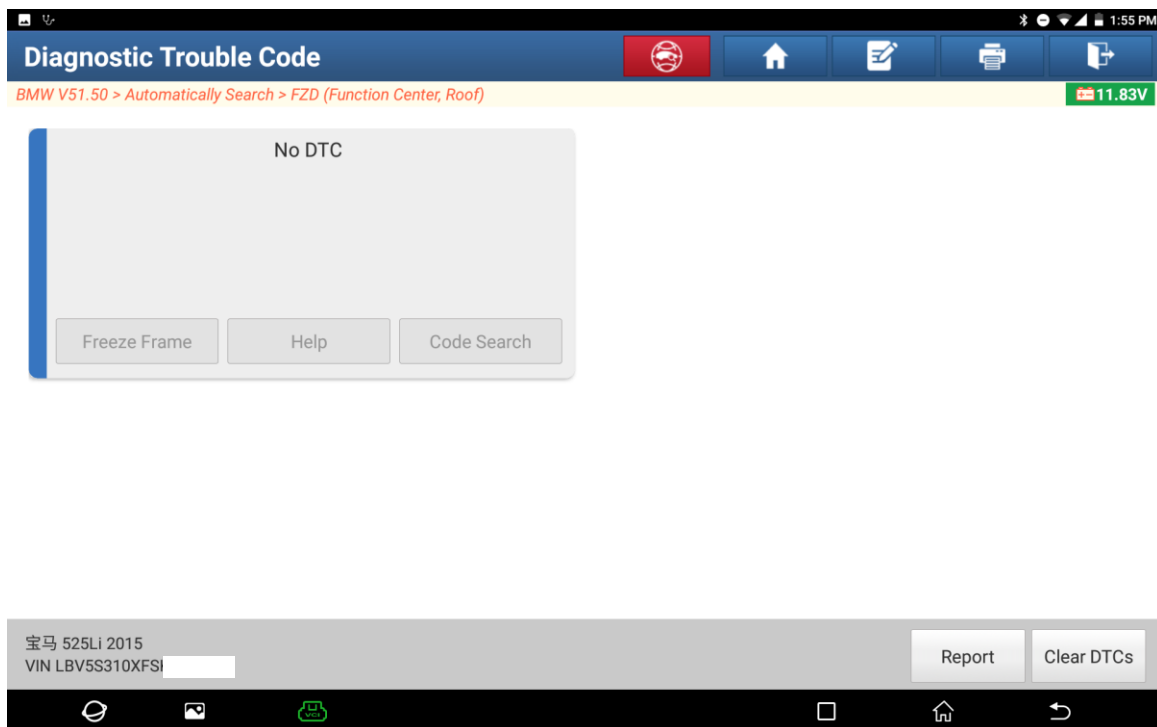 1:55 PM
Diagnostic Trouble Code
BMW V51.50 > Automatically Search > FZD (Function Center, Roof)
11.83V
No DTC
Freeze Frame Help Code Search
宝马 525Li 2015
VIN LBV5S310XFS
Report Clear DTCs
VCI